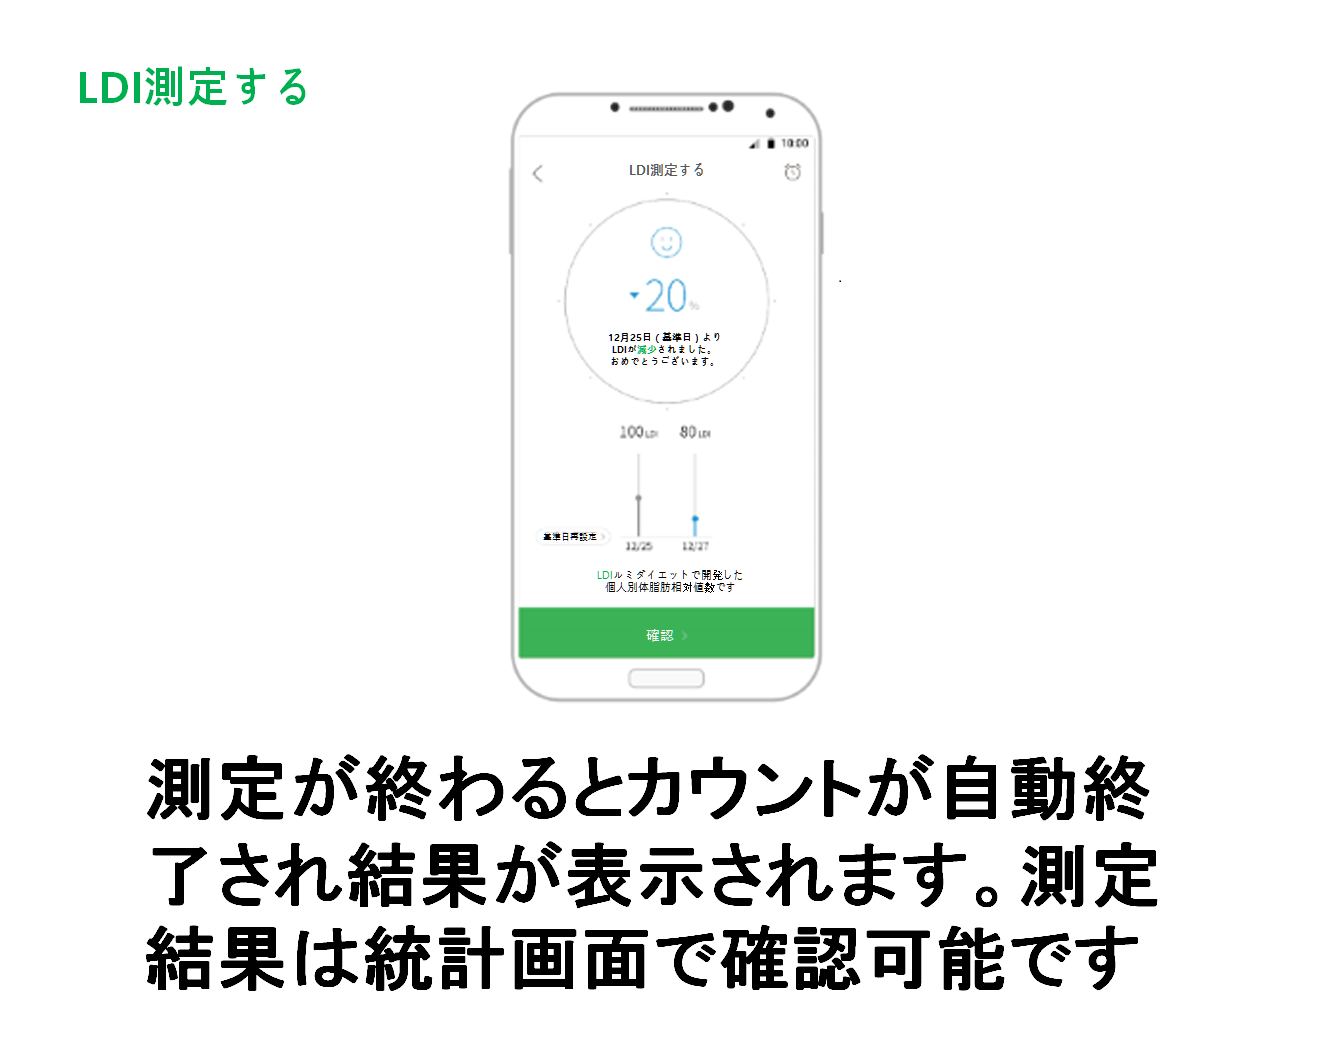 LDI測定する
10:00
LDI測定する
20%
12月25日(基準日)より
LDIが減少されました。
おめでとうございます。
100LDI 80LDI
基準日再設定
12/25 12/27
LDIルミダイエットで開発した
個人別体脂肪相対値数です
確認
測定が終わるとカウントが自動終
了され結果が表示されます。測定
結果は統計画面で確認可能です